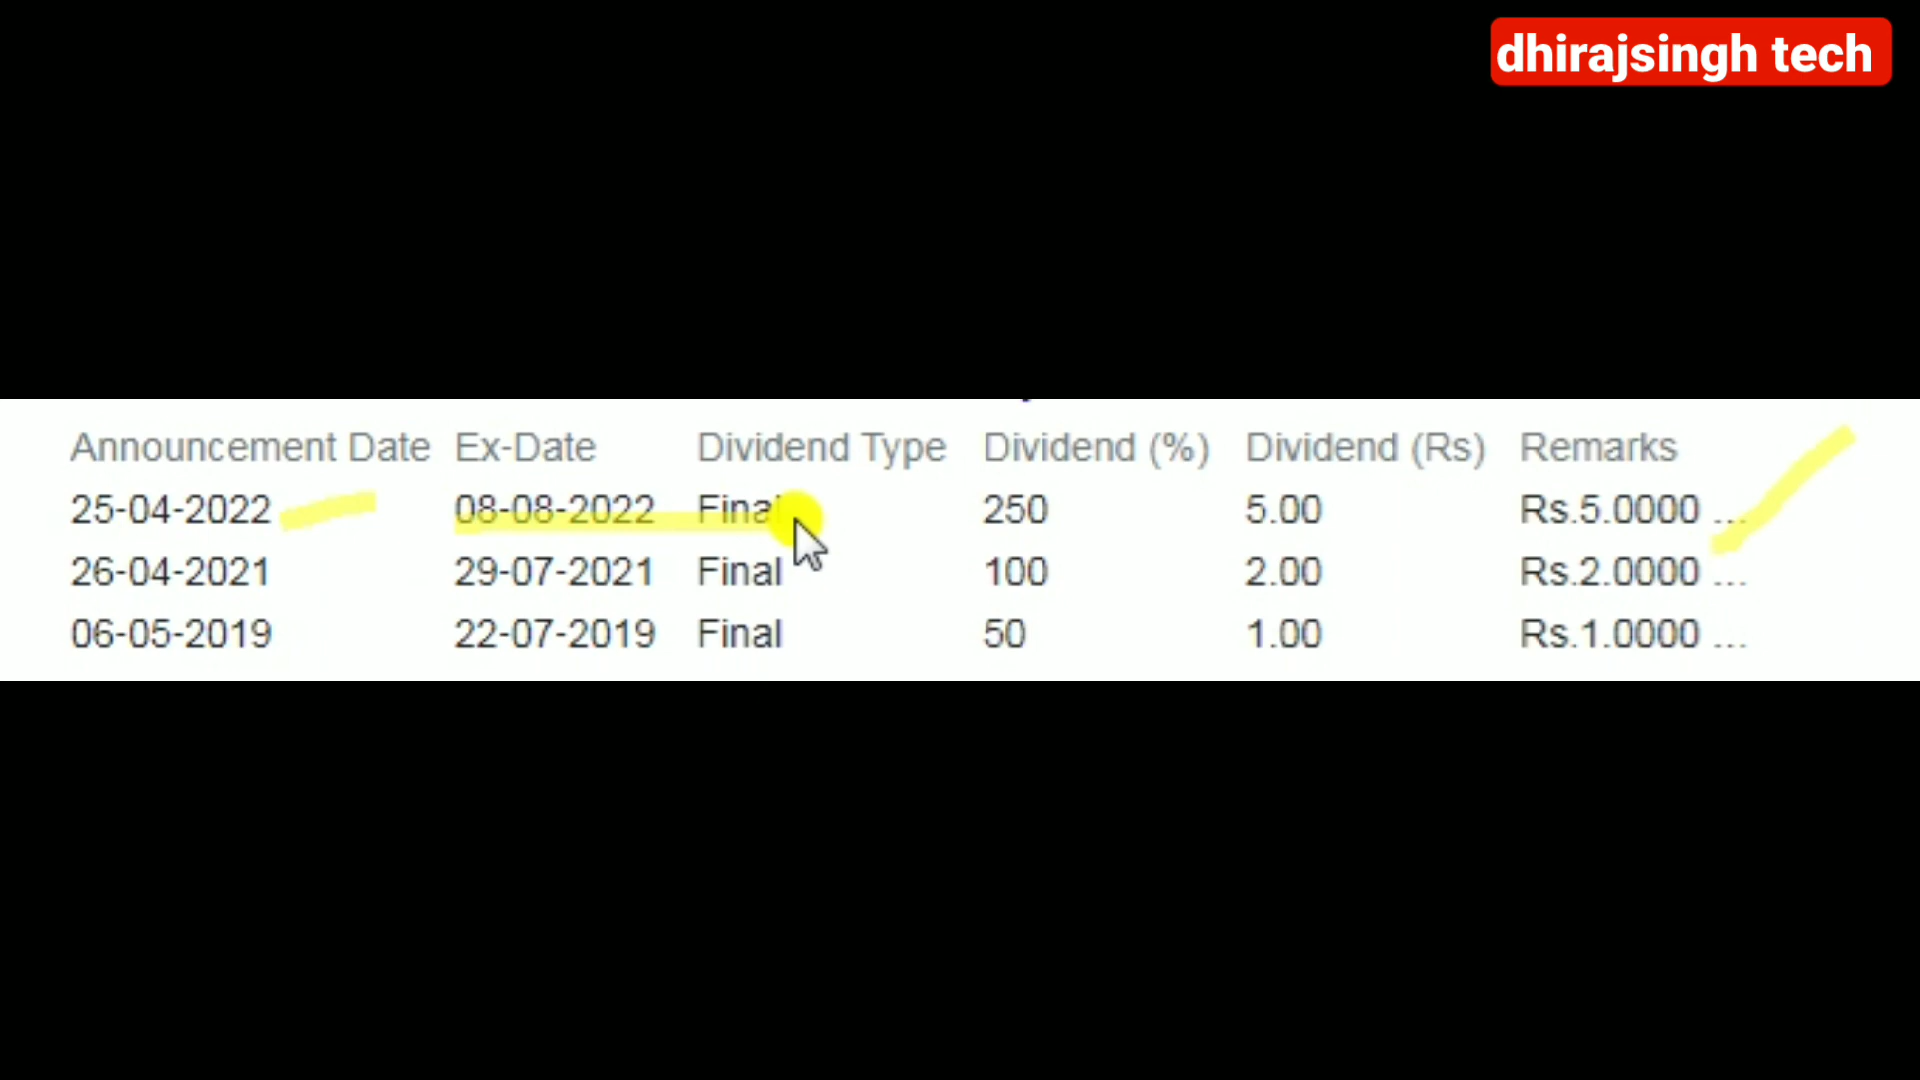 dhirajsingh tech
Announcement Date Ex-Date Dividend Type Dividend (%) Dividend (Rs) Remarks
25-04-2022 08-08-2022 Final 250 5.00 Rs.5.0000 ...
26-04-2021 29-07-2021 Final 100 2.00 Rs.2.0000 ...
06-05-2019 22-07-2019 Final 50 1.00 Rs.1.0000 ...